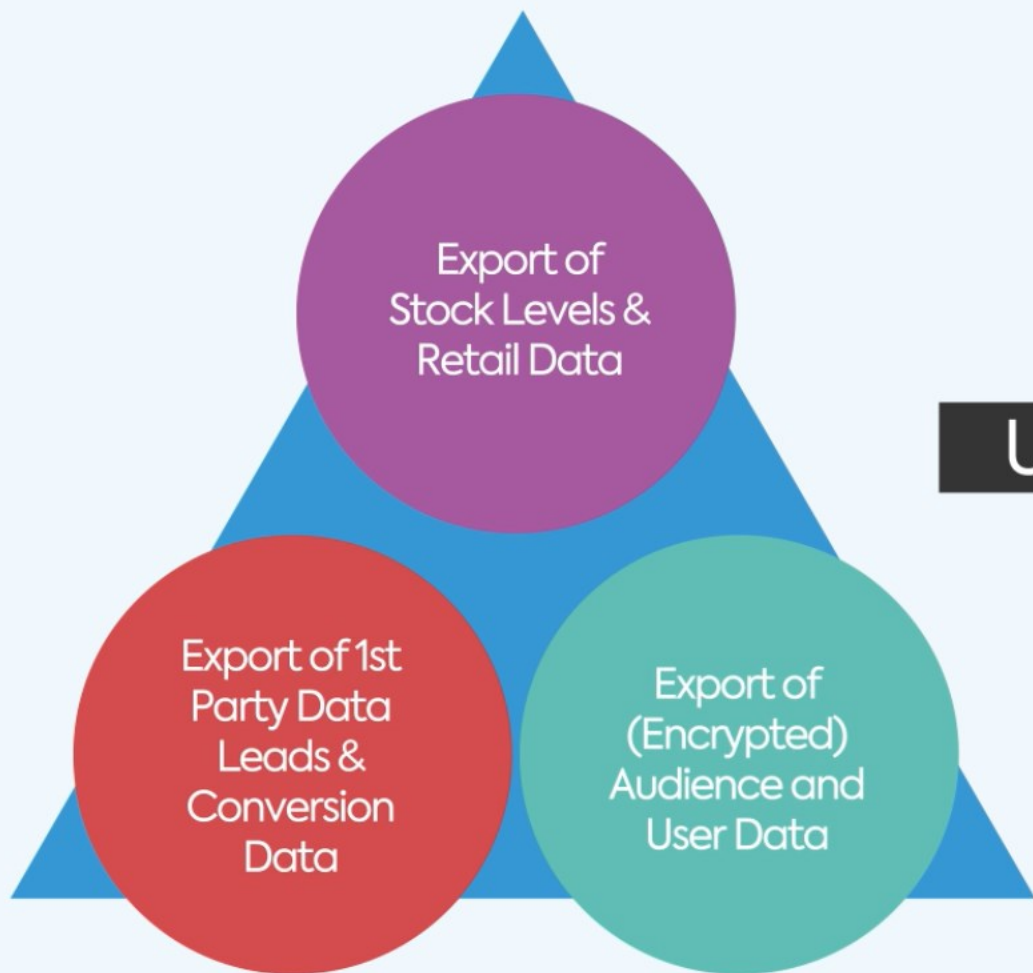 Export of
Stock Levels &
Retail Data
Export of 1st
Party Data
Leads &
Conversion
Data
Export of
(Encrypted)
Audience and
User Data